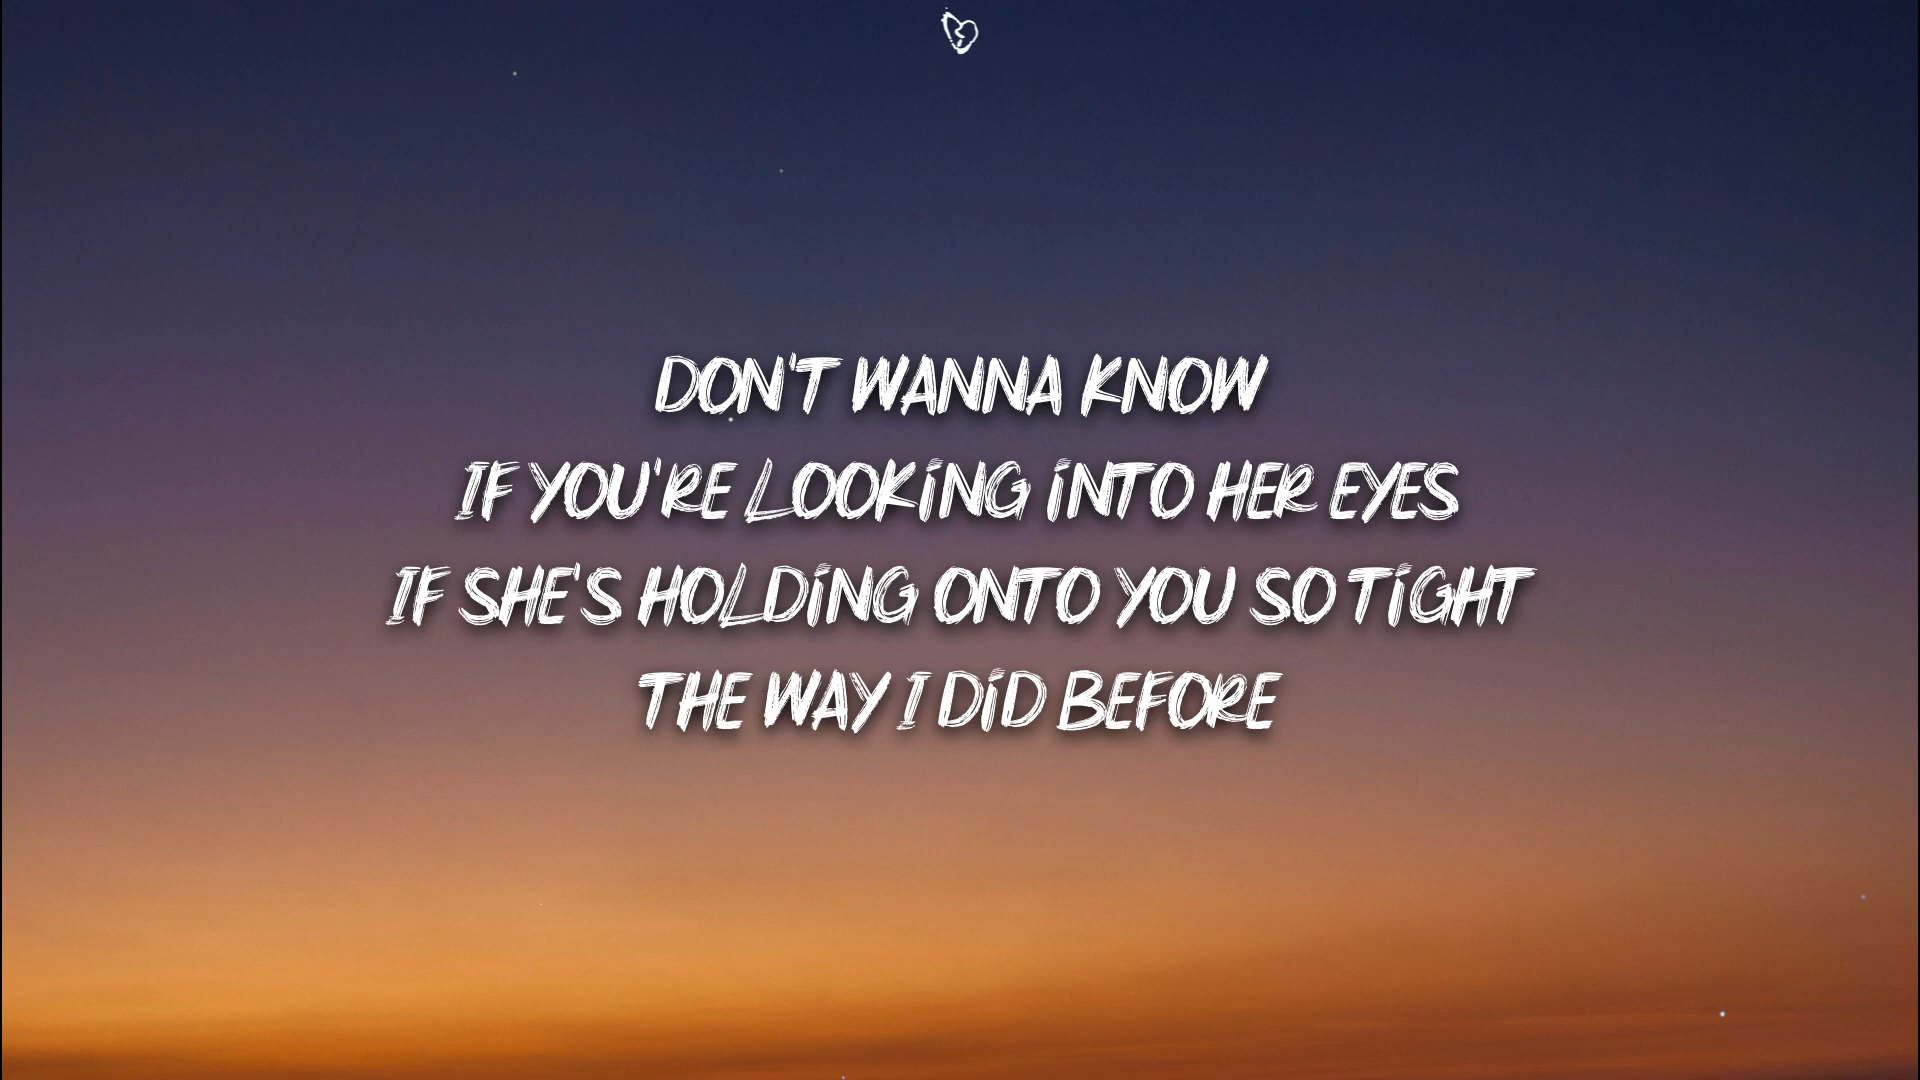 DON'T WANNA KNOW
IF YOU'RE LOOKING INTO HER EYES
IF SHE'S HOLDING ONTO YOU SO TIGHT
THE WAY I DID BEFORE